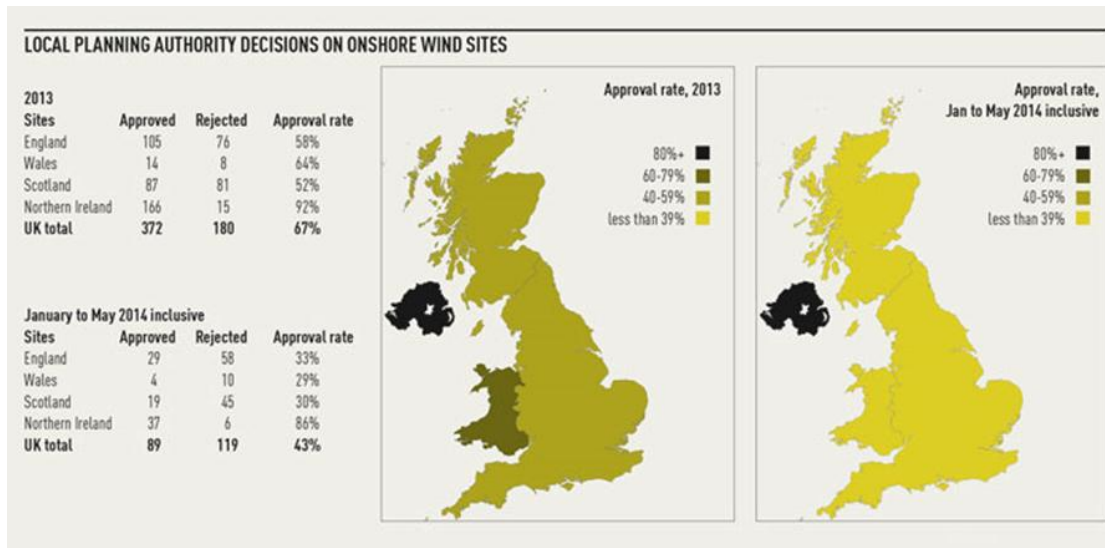 LOCAL PLANNING AUTHORITY DECISIONS ON ONSHORE WIND SITES
2013
Sites Approved Rejected Approval rate
England 105 76 58%
Wales 14 8 64%
Scotland 87 81 52%
Northern Ireland 166 15 92%
UK total 372 180 67%
January to May 2014 inclusive
Sites Approved Rejected Approval rate
England 29 58 33%
Wales 4 10 29%
Scotland 19 45 30%
Northern Ireland 37 6 86%
UK total 89 119 43%
Approval rate, 2013
80%+
60-79%
40-59%
less than 39%
Approval rate,
Jan to May 2014 inclusive
80%+
60-79%
40-59%
less than 39%